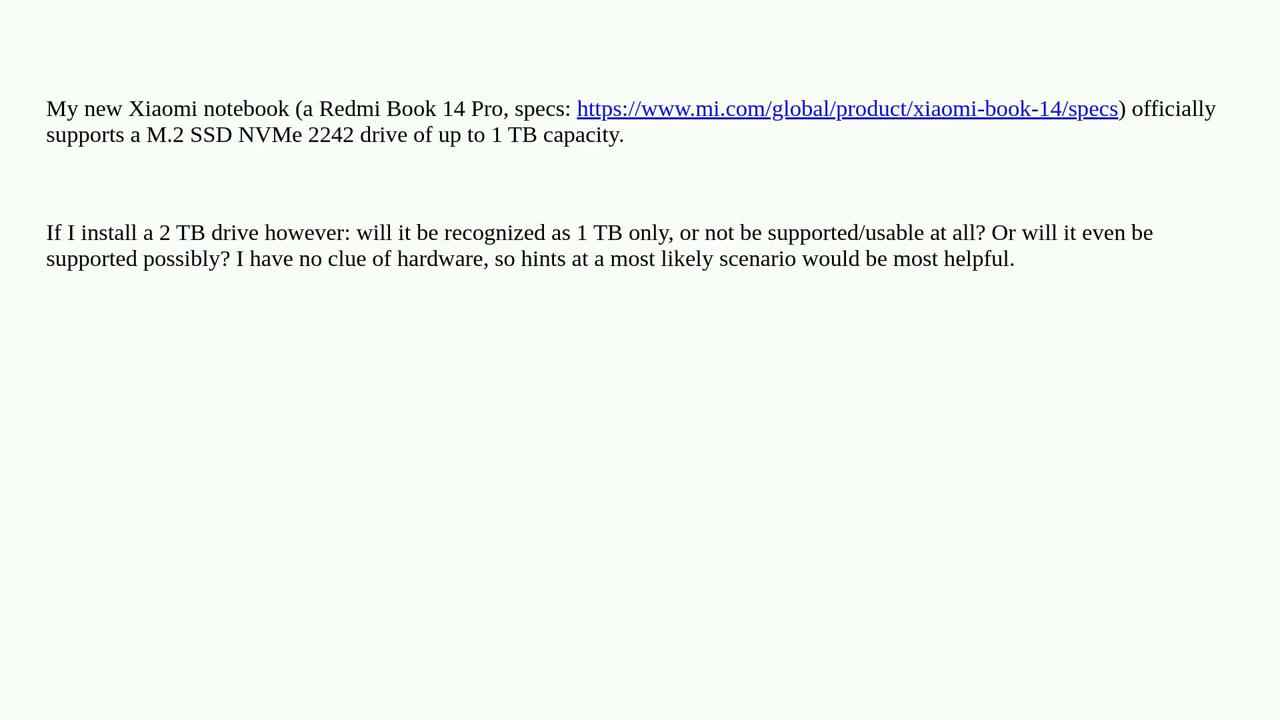 My new Xiaomi notebook (a Redmi Book 14 Pro, specs: https://www.mi.com/global/product/xiaomi-book-14/specs) officially
supports a M.2 SSD NVMe 2242 drive of up to 1 TB capacity.
If I install a 2 TB drive however: will it be recognized as 1 TB only, or not be supported/usable at all? Or will it even be
supported possibly? I have no clue of hardware, so hints at a most likely scenario would be most helpful.